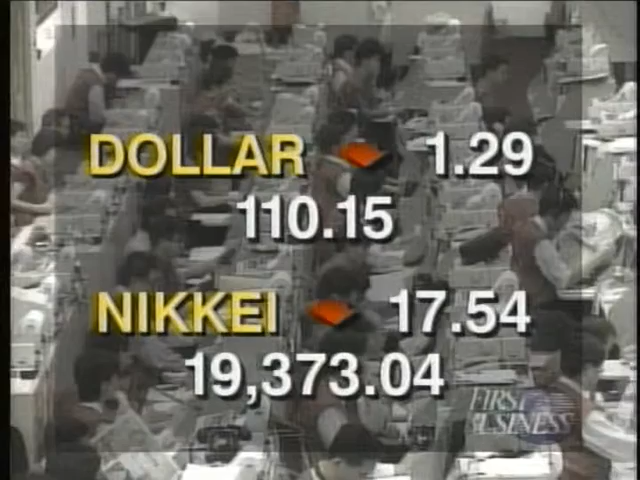 DOLLAR 1.29
110.15
NIKKEI 17.54
19,373.04
FIRST
BUSINESS